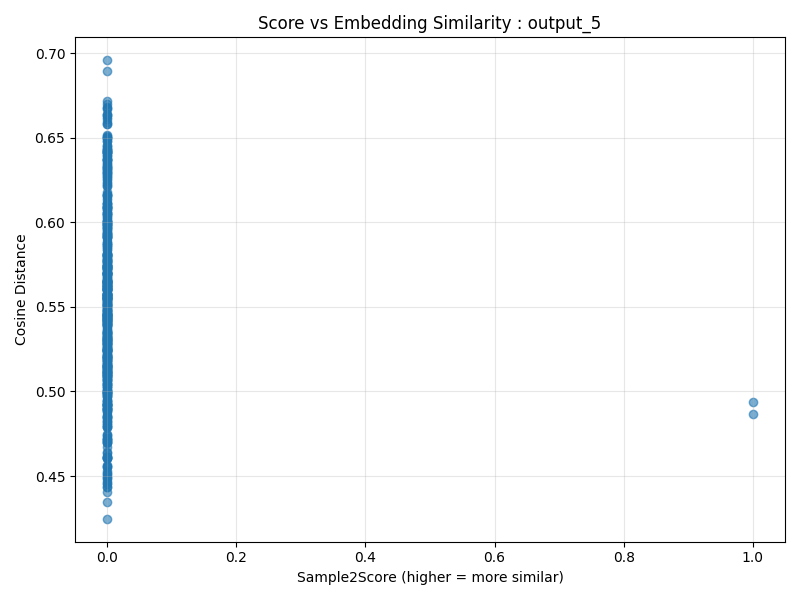 Score vs Embedding Similarity : output_5
Cosine Distance
0.70
0.65
0.60
0.55
0.50
0.45
0.0 0.2 0.4 0.6 0.8 1.0
Sample2Score (higher = more similar)